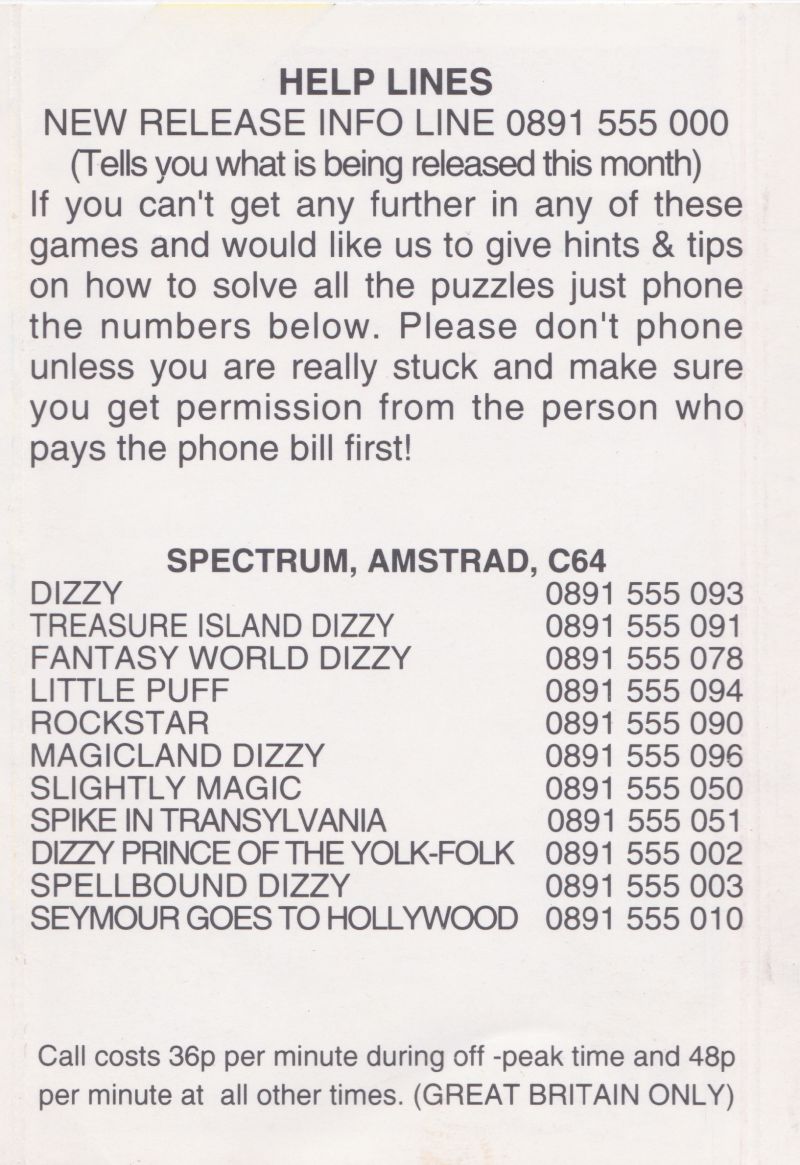 HELP LINES
NEW RELEASE INFO LINE 0891 555 000
(Tells you what is being released this month)
If you can't get any further in any of these
games and would like us to give hints & tips
on how to solve all the puzzles just phone
the numbers below. Please don't phone
unless you are really stuck and make sure
you get permission from the person who
pays the phone bill first!
SPECTRUM, AMSTRAD, C64
DIZZY 0891 555 093
TREASURE ISLAND DIZZY 0891 555 091
FANTASY WORLD DIZZY 0891 555 078
LITTLE PUFF 0891 555 094
ROCKSTAR 0891 555 090
MAGICLAND DIZZY 0891 555 096
SLIGHTLY MAGIC 0891 555 050
SPIKE IN TRANSYLVANIA 0891 555 051
DIZZY PRINCE OF THE YOLK-FOLK 0891 555 002
SPELLBOUND DIZZY 0891 555 003
SEYMOUR GOES TO HOLLYWOOD 0891 555 010
Call costs 36p per minute during off -peak time and 48p
per minute at all other times. (GREAT BRITAIN ONLY)